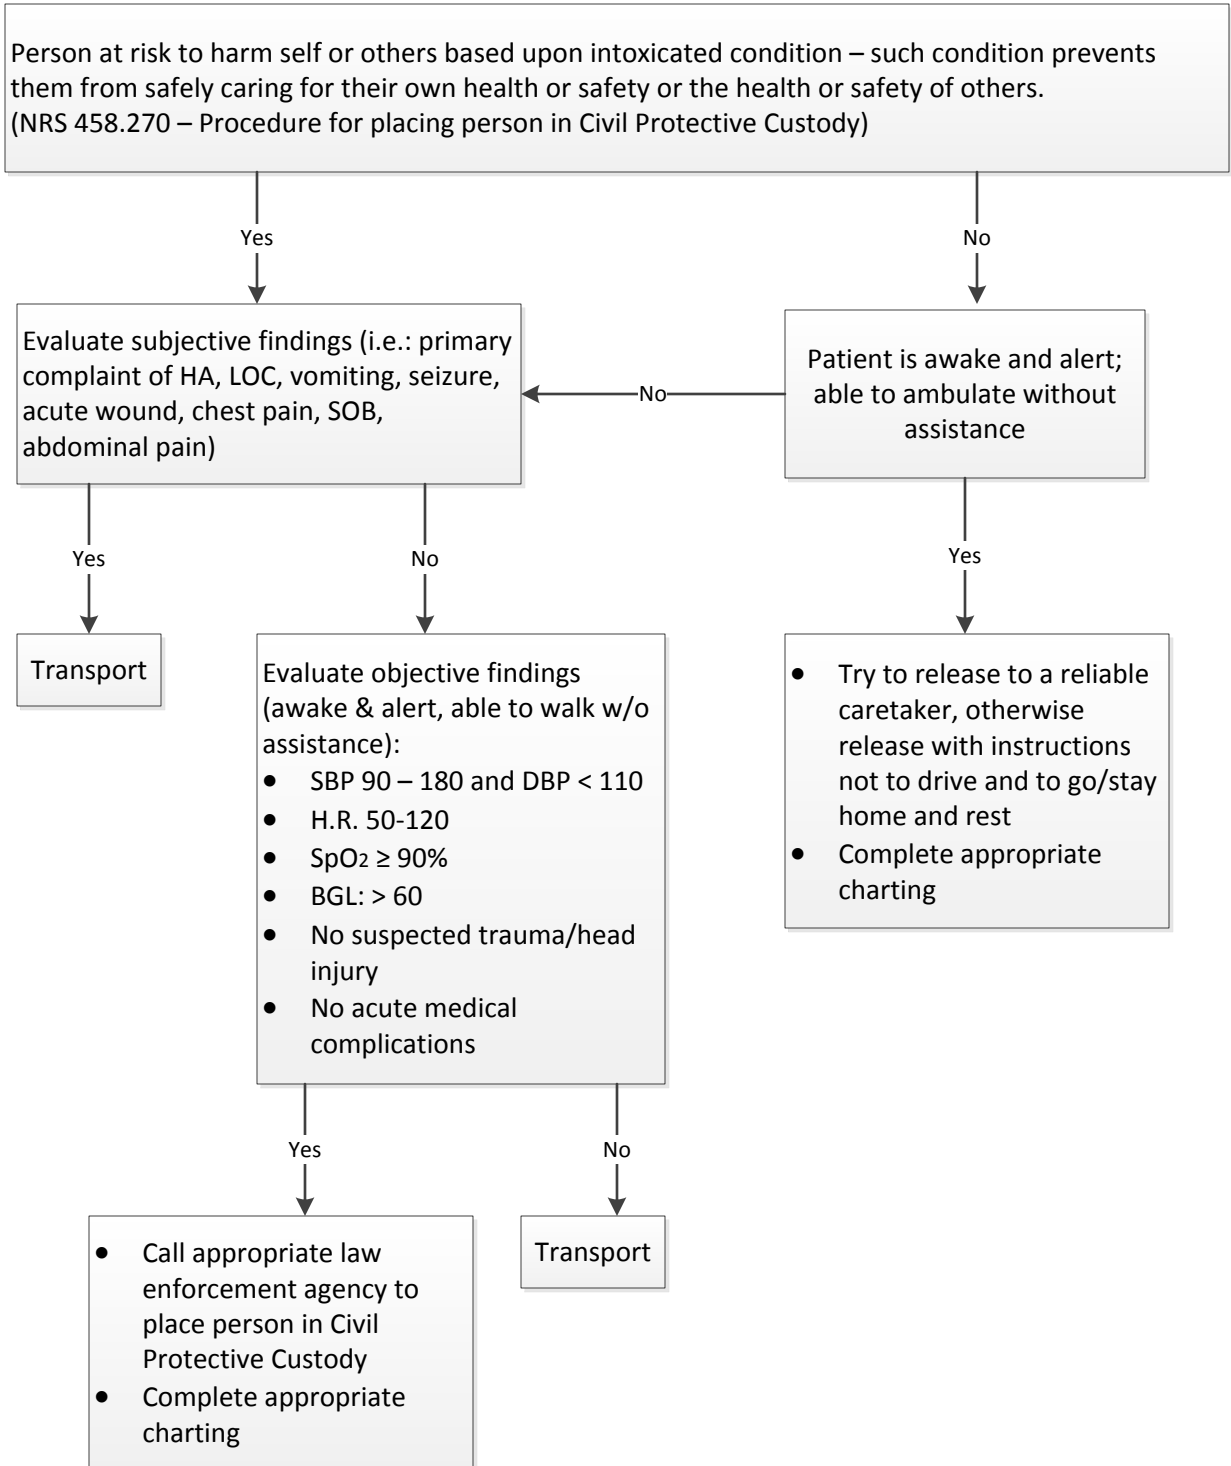 Person at risk to harm self or others based upon intoxicated condition – such condition prevents
them from safely caring for their own health or safety or the health or safety of others.
(NRS 458.270 – Procedure for placing person in Civil Protective Custody)
Yes
No
Evaluate subjective findings (i.e.: primary
complaint of HA, LOC, vomiting, seizure,
acute wound, chest pain, SOB,
abdominal pain)
No
Patient is awake and alert;
able to ambulate without
assistance
Yes
No
Yes
Transport
Evaluate objective findings
(awake & alert, able to walk w/o
assistance):
• SBP 90 – 180 and DBP < 110
• H.R. 50-120
• SpO2 ≥ 90%
• BGL: > 60
• No suspected trauma/head
injury
• No acute medical
complications
• Try to release to a reliable
caretaker, otherwise
release with instructions
not to drive and to go/stay
home and rest
• Complete appropriate
charting
Yes
No
• Call appropriate law
enforcement agency to
place person in Civil
Protective Custody
• Complete appropriate
charting
Transport